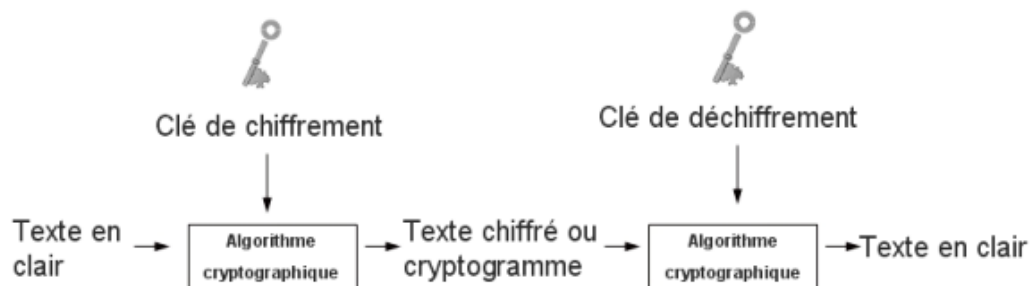 Clé de chiffrement
Clé de déchiffrement
Texte en
clair
Algorithme
cryptographique
Texte chiffré ou
cryptogramme
Algorithme
cryptographique
Texte en clair